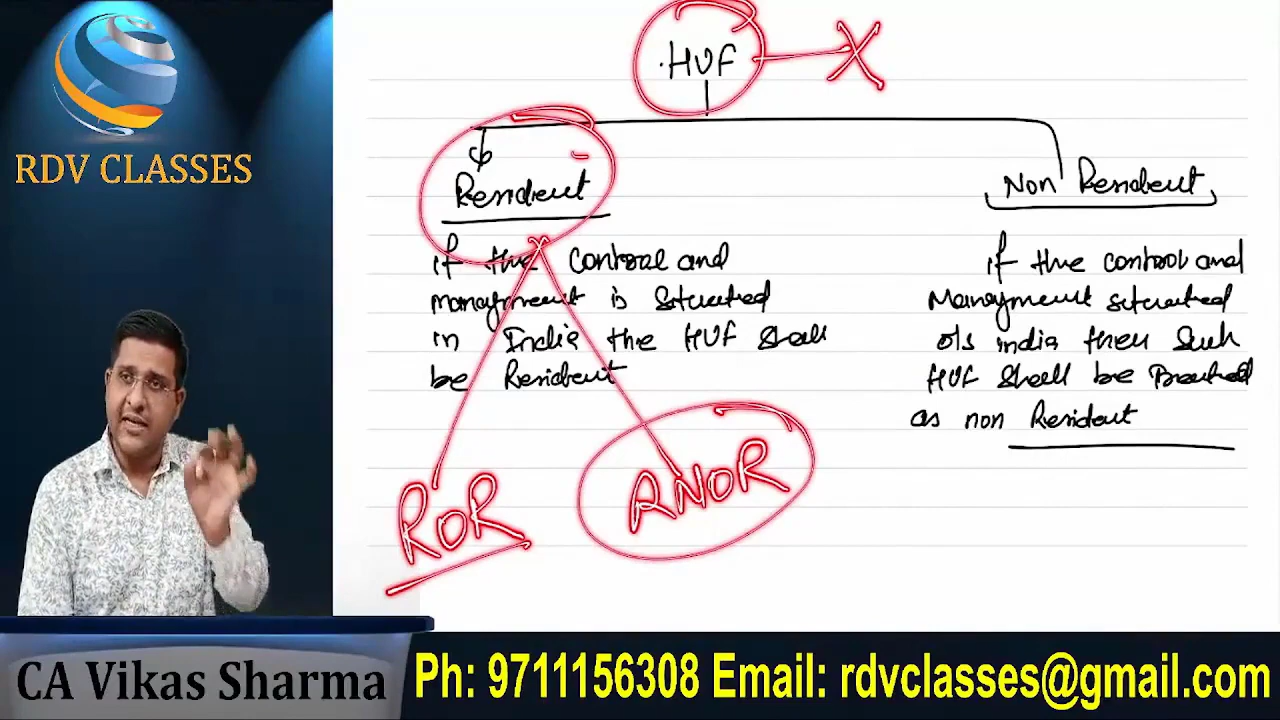 RDV CLASSES
HUF X
Resident
Non Resident
if the control and
management is situated
in India the HUF shall
be Resident
if the control and
Management situated
o/s india then such
HUF Shall be Treated
as non Resident
ROR
RNOR
CA Vikas Sharma
Ph: 9711156308 Email: rdvclasses@gmail.com